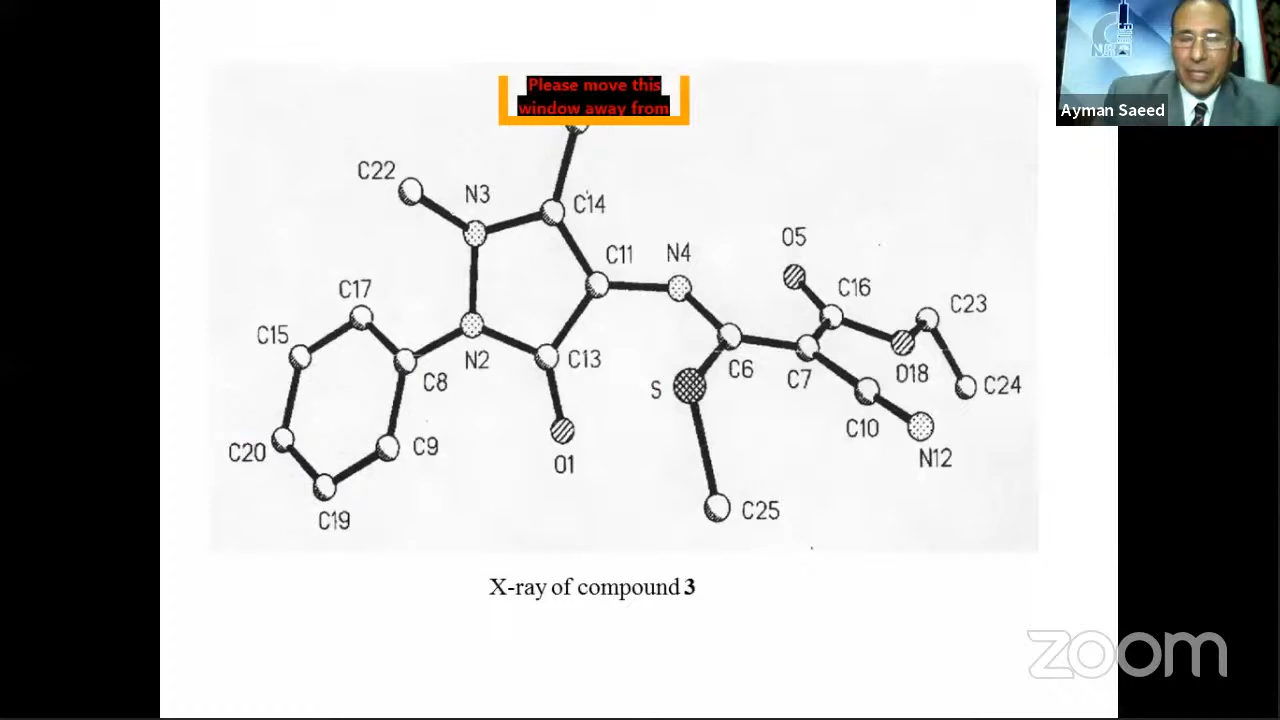 Please move this
window away from
Ayman Saeed
C22
N3
C14
C11
N4
O5
C16
C23
C17
C15
N2
C13
C8
C6
C7
O18
C24
S
C20
C9
O1
C10
N12
C19
C25
X-ray of compound 3
zoom